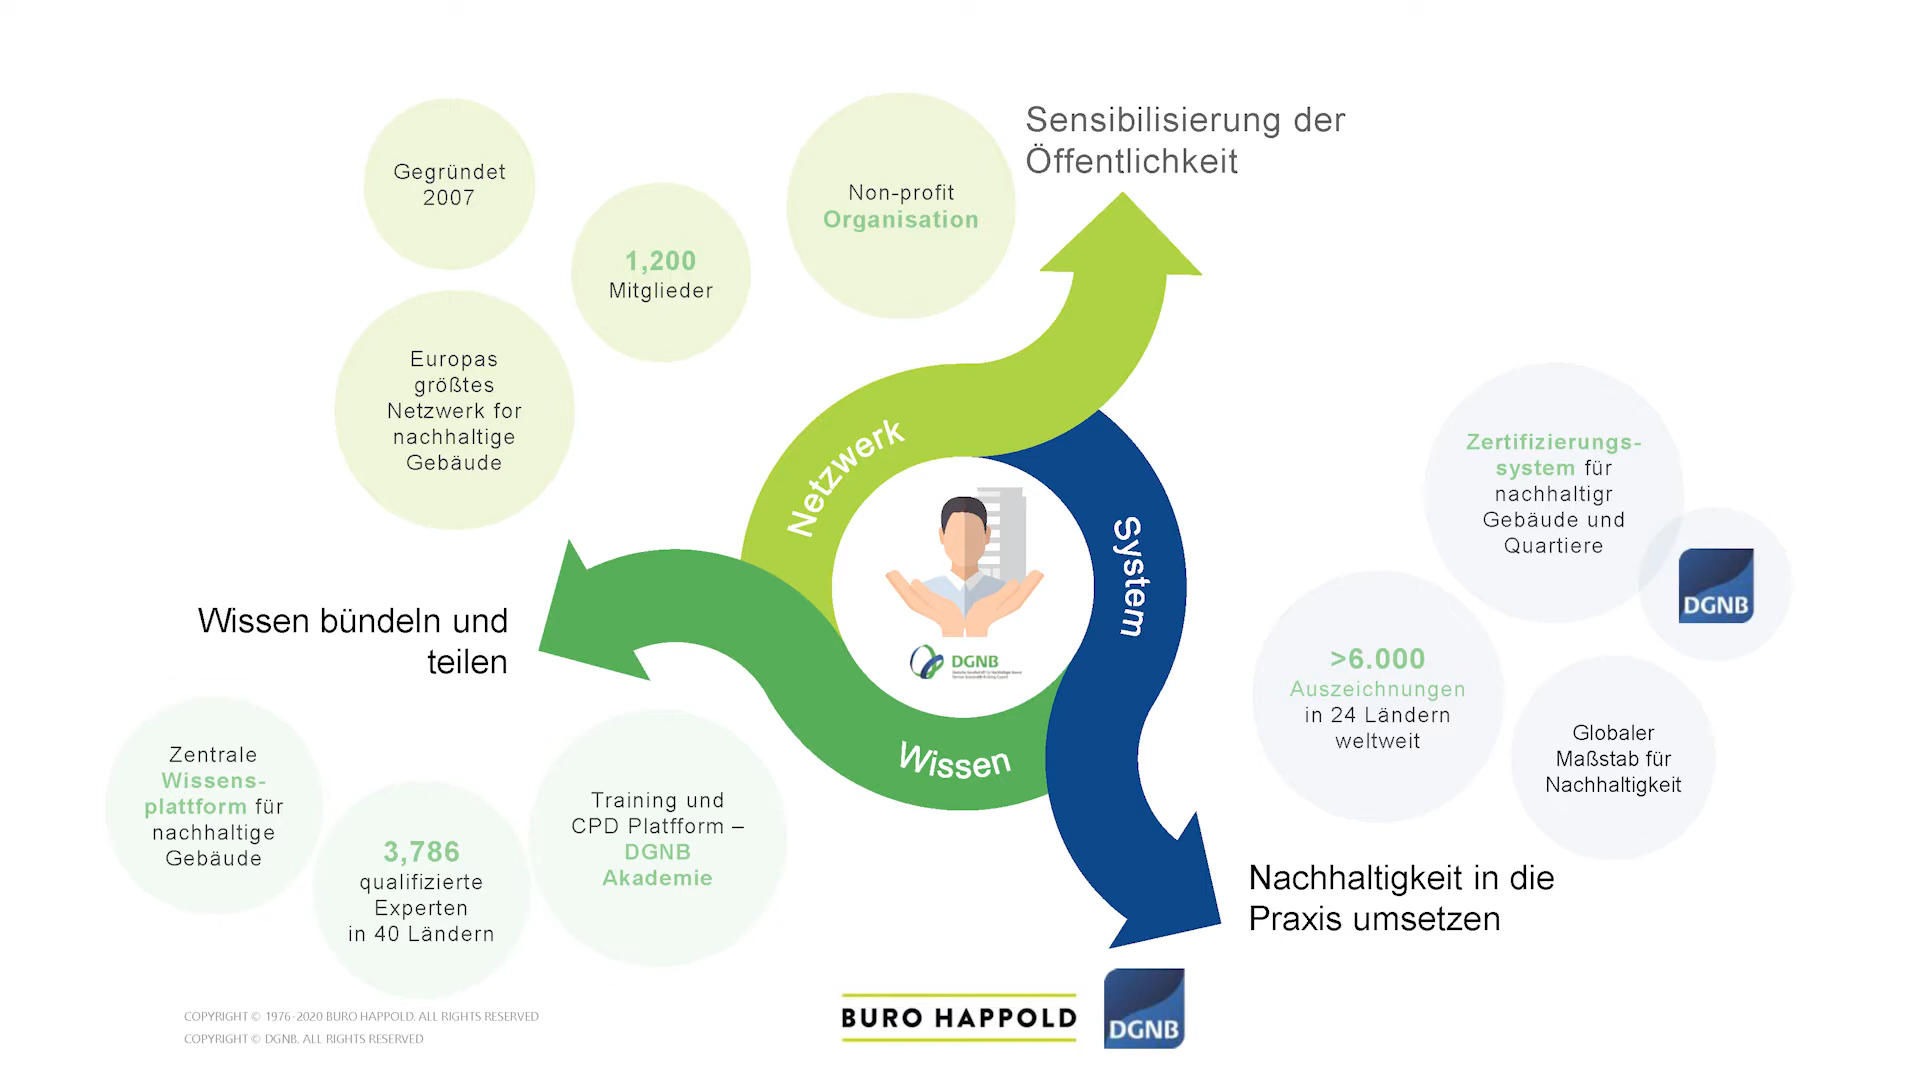 Gegründet
2007
1,200
Mitglieder
Non-profit
Organisation
Europas
größtes
Netzwerk for
nachhaltige
Gebäude
Sensibilisierung der
Öffentlichkeit
Netzwerk
System
Wissen
DGNB
Wissen bündeln und
teilen
Zentrale
Wissens-
plattform für
nachhaltige
Gebäude
3,786
qualifizierte
Experten
in 40 Ländern
Training und
CPD Platfform –
DGNB
Akademie
Zertifizierungs-
system für
nachhaltigr
Gebäude und
Quartiere
DGNB
>6.000
Auszeichnungen
in 24 Ländern
weltweit
Globaler
Maßstab für
Nachhaltigkeit
Nachhaltigkeit in die
Praxis umsetzen
COPYRIGHT © 1976-2020 BURO HAPPOLD. ALL RIGHTS RESERVED
COPYRIGHT © DGNB. ALL RIGHTS RESERVED
BURO HAPPOLD
DGNB